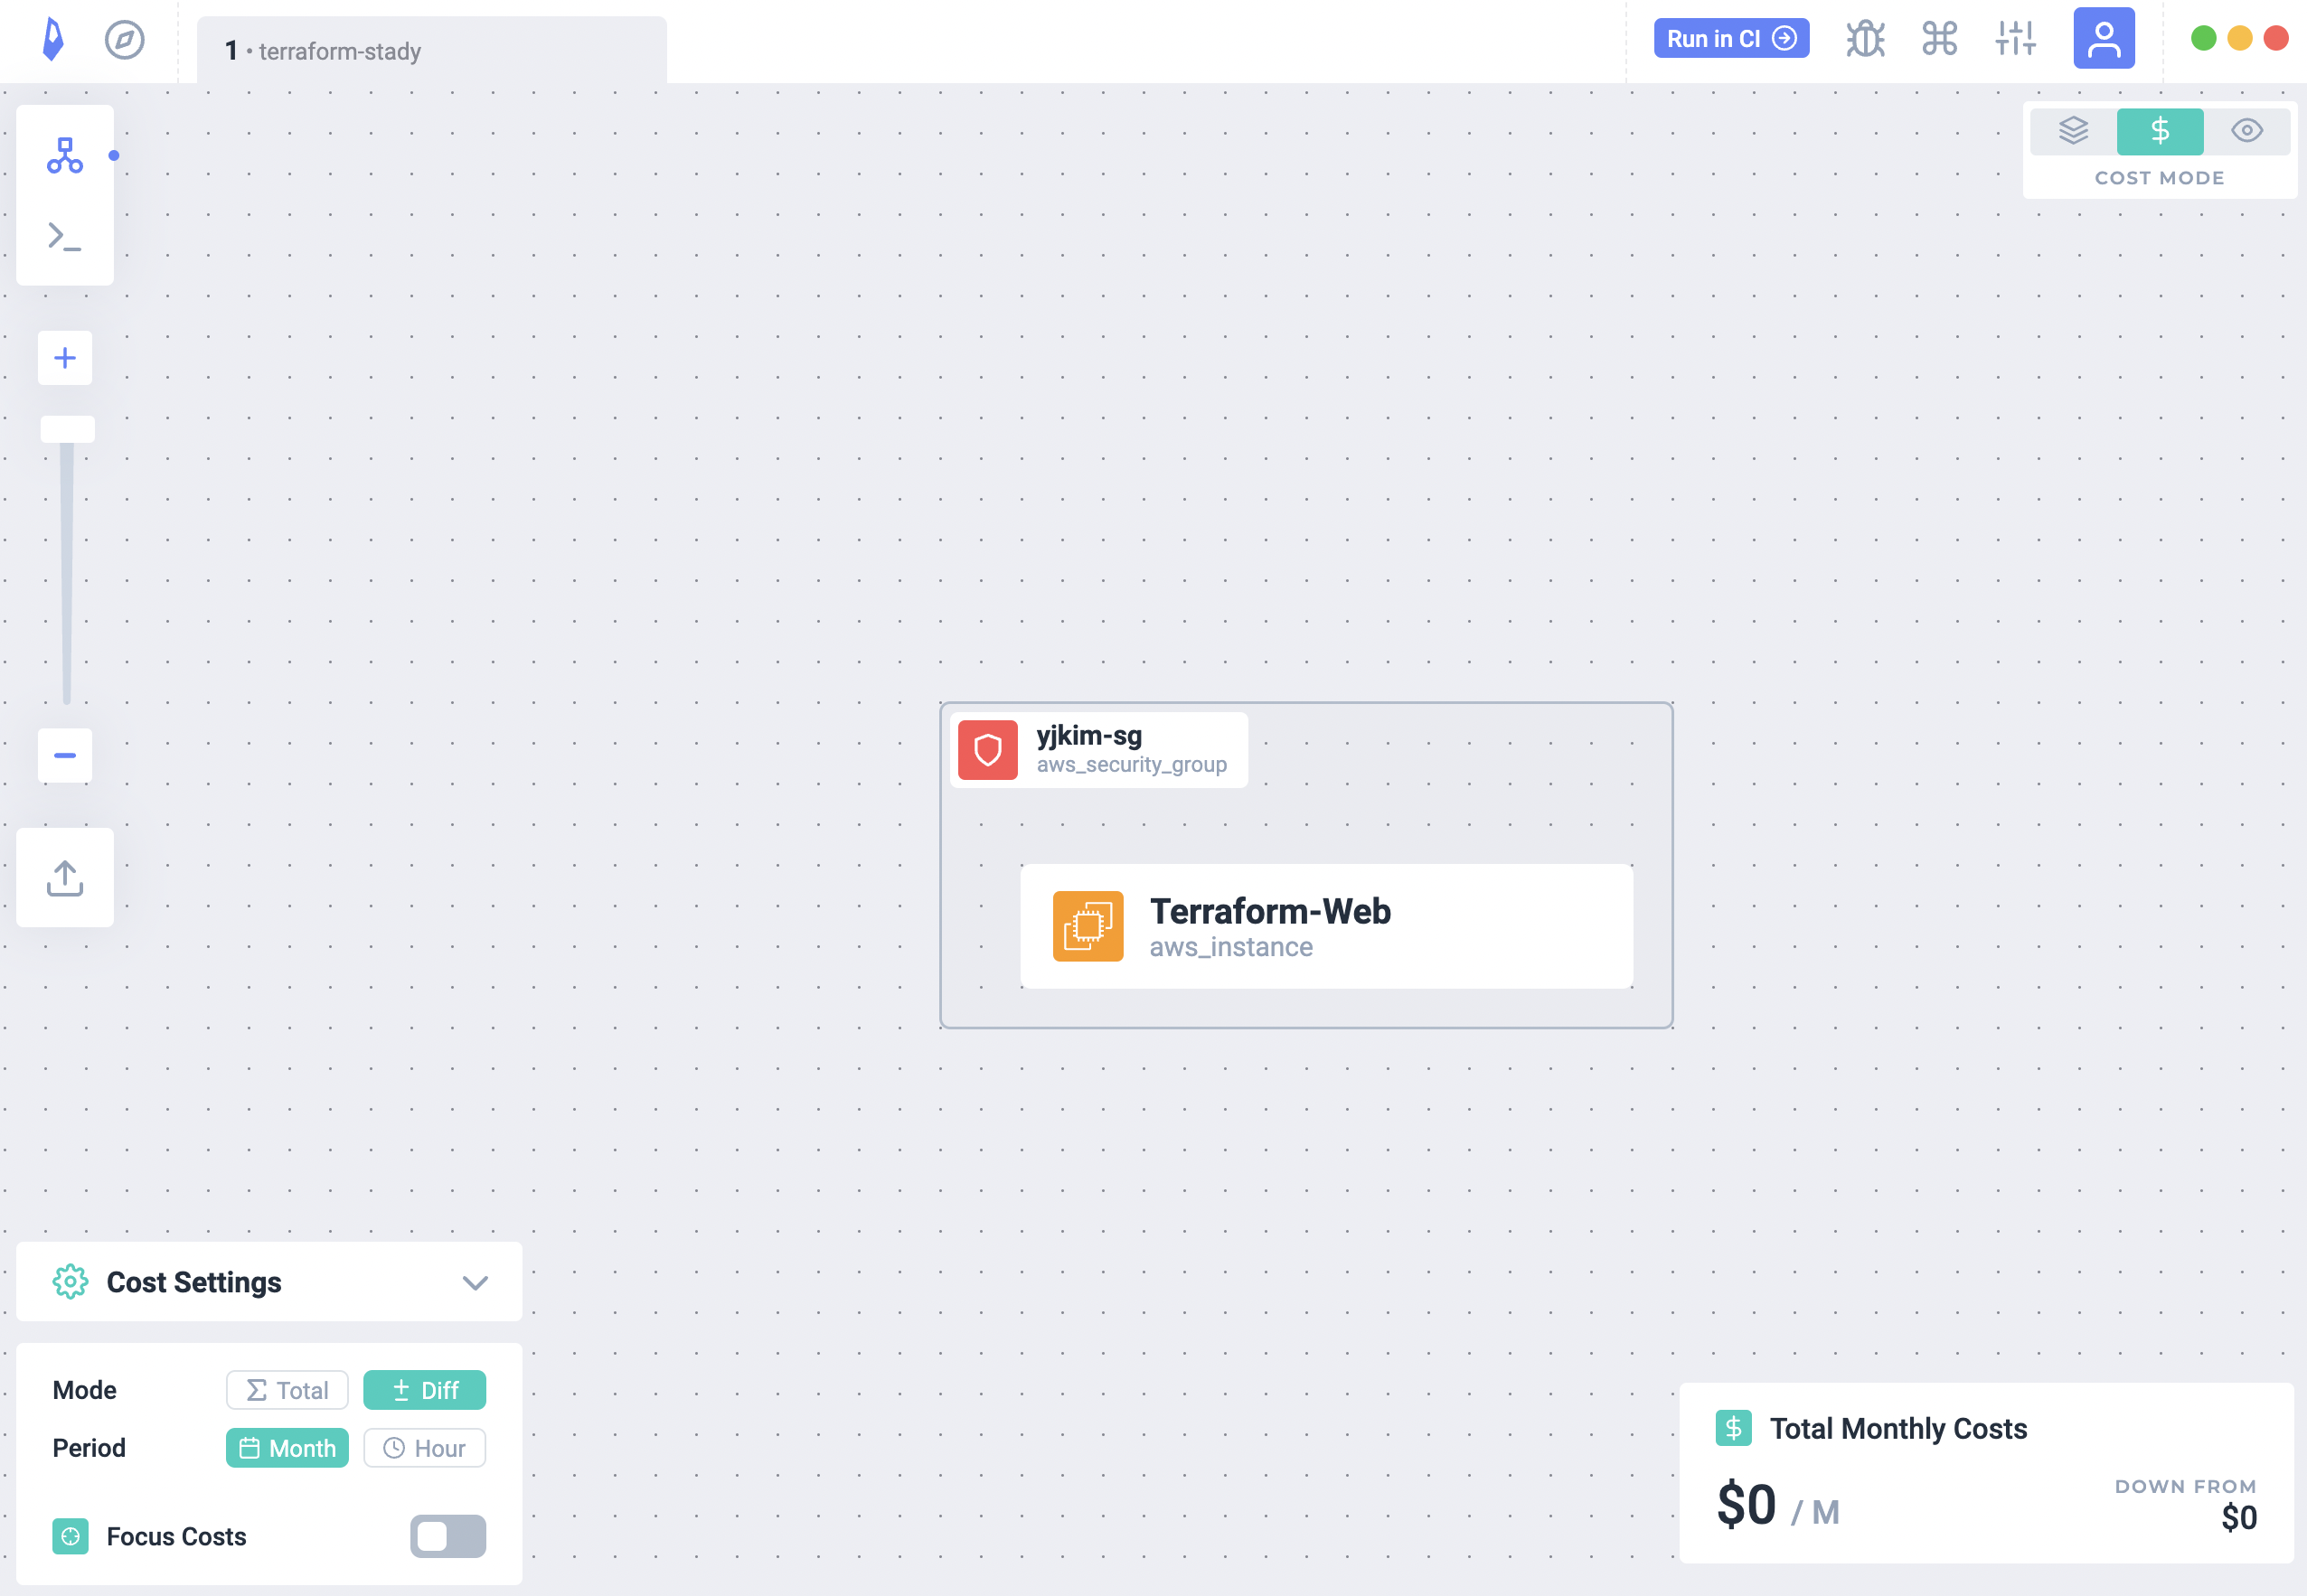 1 • terraform-stady
Run in CI
COST MODE
yjkim-sg
aws_security_group
Terraform-Web
aws_instance
Cost Settings
Mode Total Diff
Period Month Hour
Focus Costs
Total Monthly Costs
$0 / M
DOWN FROM
$0